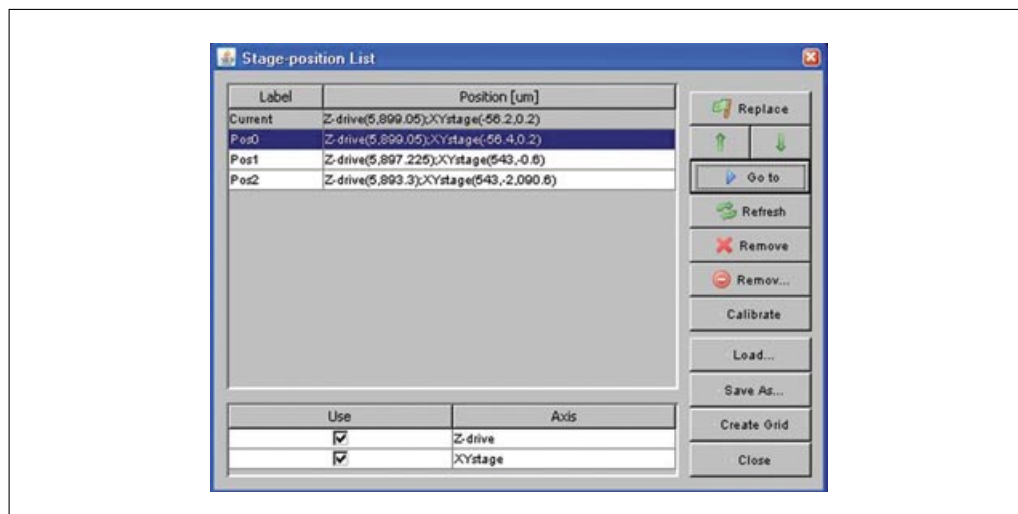 Stage-position List
Label Position [um]
Current Z-drive(5,899.05);XYstage(-56.2,0.2)
Pos0 Z-drive(5,899.05);XYstage(-56.4,0.2)
Pos1 Z-drive(5,897.225);XYstage(543,-0.6)
Pos2 Z-drive(5,893.3);XYstage(543,-2,090.6)
Replace
Go to
Refresh
Remove
Remov...
Calibrate
Load...
Save As...
Create Grid
Close
Use Axis
Z-drive
XYstage